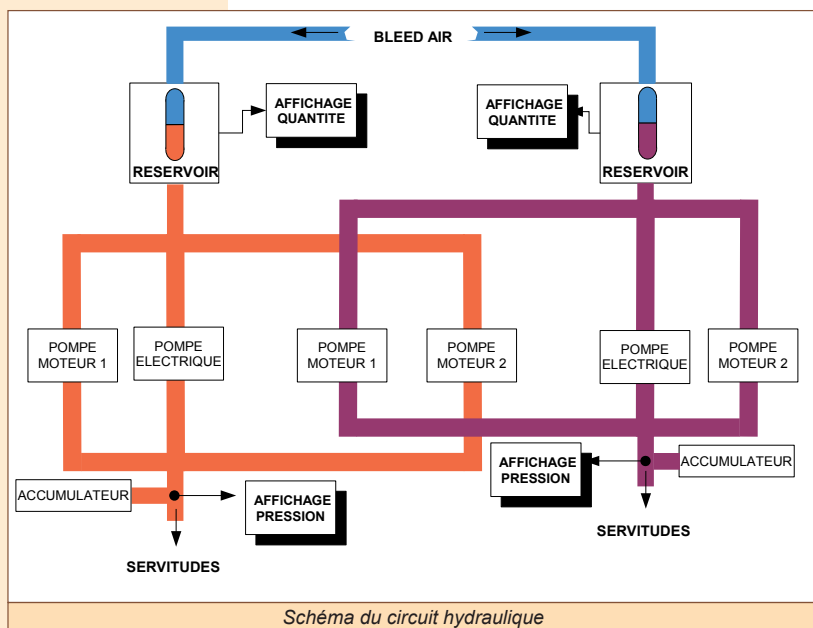 BLEED AIR
AFFICHAGE
QUANTITE
AFFICHAGE
QUANTITE
RESERVOIR
RESERVOIR
POMPE
MOTEUR 1
POMPE
ELECTRIQUE
POMPE
MOTEUR 1
POMPE
MOTEUR 2
POMPE
ELECTRIQUE
POMPE
MOTEUR 2
ACCUMULATEUR
AFFICHAGE
PRESSION
AFFICHAGE
PRESSION
ACCUMULATEUR
SERVITUDES
SERVITUDES
Schéma du circuit hydraulique